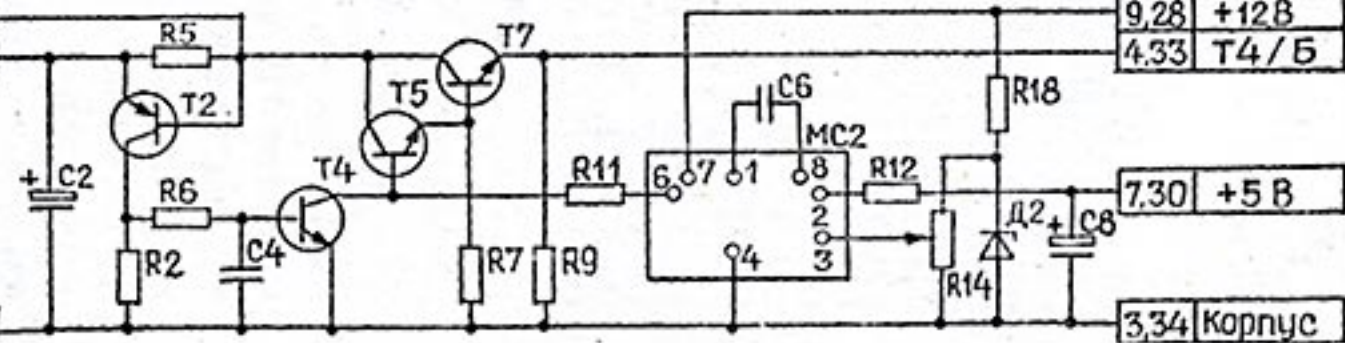 R5
T7
9,28 +12В
4.33 Т4/Б
T2
T5
C6
R18
MC2
C2
T4
R11
6 7 1 8
R12
7.30 +5 В
R6
2
Д2
C8
R2
C4
R7
R9
4
3
R14
3,34 Корпус